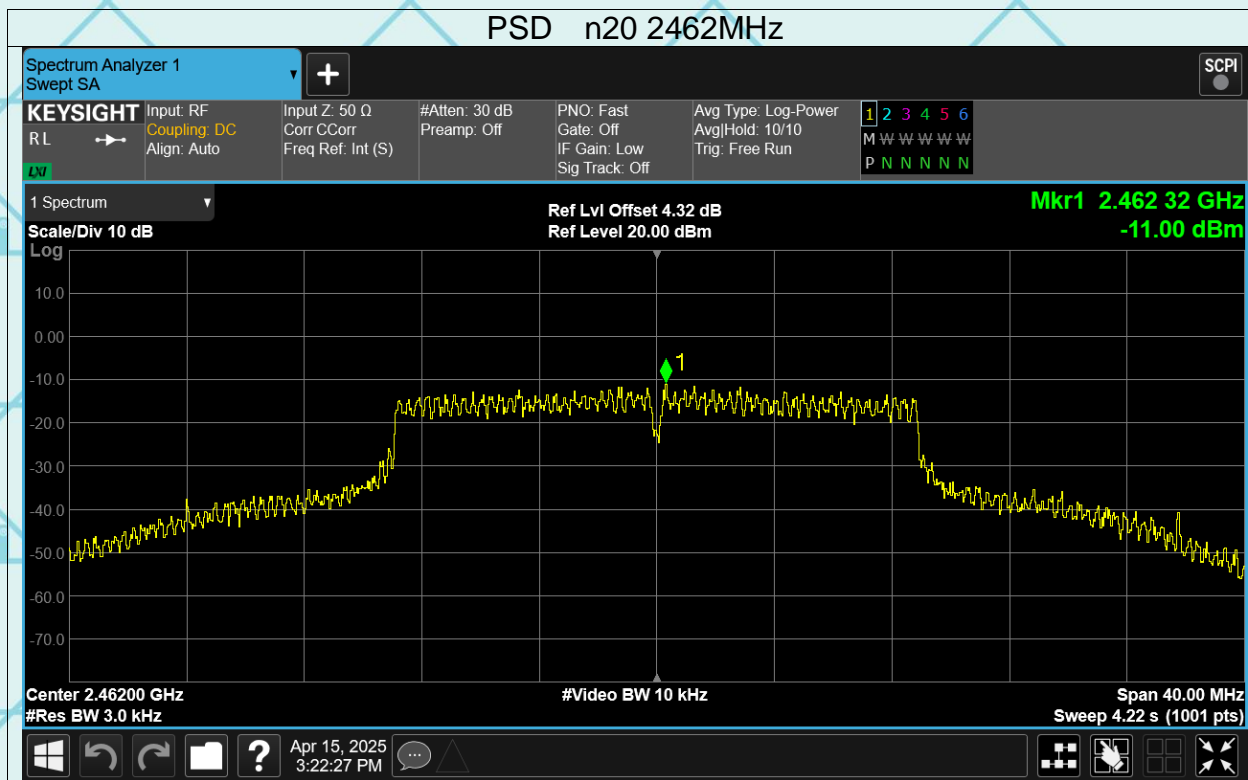 PSD n20 2462MHz
Spectrum Analyzer 1
Swept SA
+
SCPI
KEYSIGHT
R L
LXI
Input: RF
Coupling: DC
Align: Auto
Input Z: 50 Ω
Corr CCorr
Freq Ref: Int (S)
#Atten: 30 dB
Preamp: Off
PNO: Fast
Gate: Off
IF Gain: Low
Sig Track: Off
Avg Type: Log-Power
Avg|Hold: 10/10
Trig: Free Run
1 2 3 4 5 6
M W W W W W
P N N N N N
1 Spectrum
Scale/Div 10 dB
Ref Lvl Offset 4.32 dB
Ref Level 20.00 dBm
Mkr1 2.462 32 GHz
-11.00 dBm
Log
10.0
0.00
-10.0
-20.0
-30.0
-40.0
-50.0
-60.0
-70.0
1
Center 2.46200 GHz
#Res BW 3.0 kHz
#Video BW 10 kHz
Span 40.00 MHz
Sweep 4.22 s (1001 pts)
?
Apr 15, 2025
3:22:27 PM